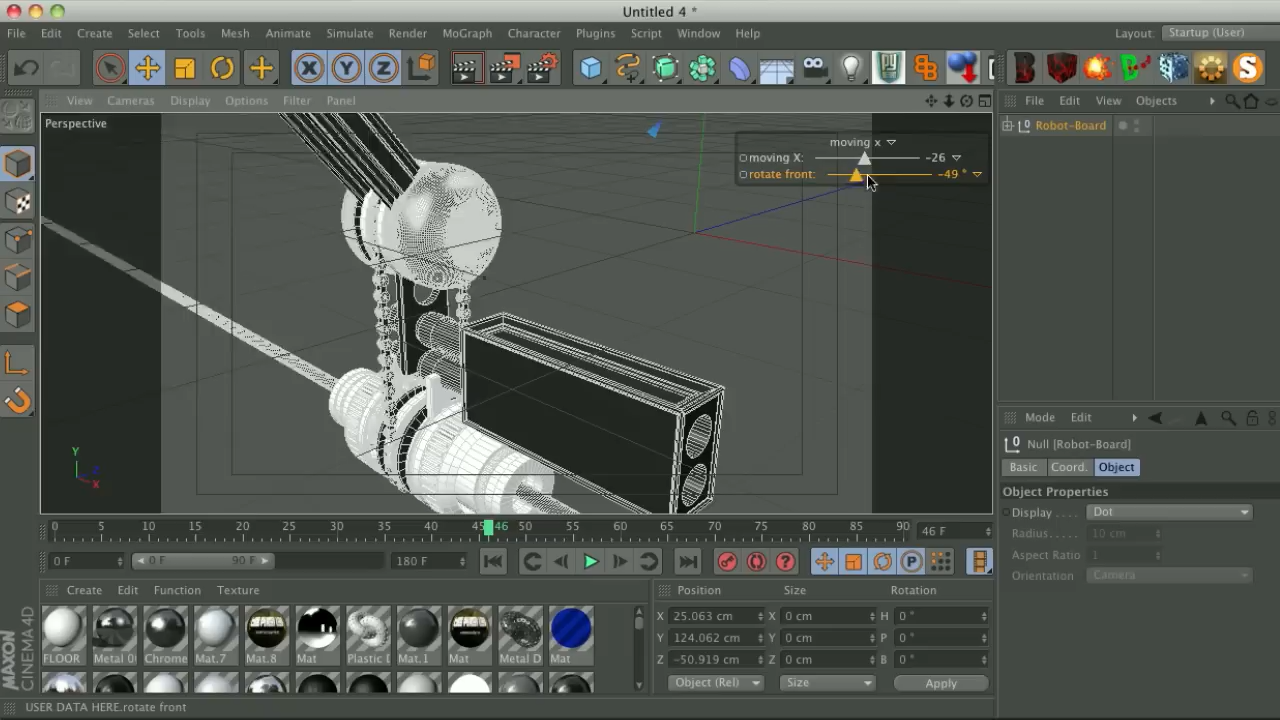 Untitled 4 *
File Edit Create Select Tools Mesh Animate Simulate Render MoGraph Character Plugins Script Window Help Layout: Startup (User)
View Cameras Display Options Filter Panel
File Edit View Objects
Perspective
Robot-Board
moving x
moving X: -26
rotate front: -49 °
Y
Z
X
Mode Edit
Null [Robot-Board]
Basic Coord. Object
Object Properties
Display . . . . Dot
Radius. . . . . 10 cm
Aspect Ratio 1
Orientation . Camera
0 5 10 15 20 25 30 35 40 45 46 50 55 60 65 70 75 80 85 90 46 F
0 F 0 F 90 F 180 F
Create Edit Function Texture
Position Size Rotation
X 25.063 cm X 0 cm H 0 °
Y 124.062 cm Y 0 cm P 0 °
Z -50.919 cm Z 0 cm B 0 °
Object (Rel) Size Apply
FLOOR Metal 0 Chrome Mat.7 Mat.8 Mat Plastic D Mat.1 Mat Metal D Mat
MAXON
CINEMA4D
USER DATA HERE.rotate front